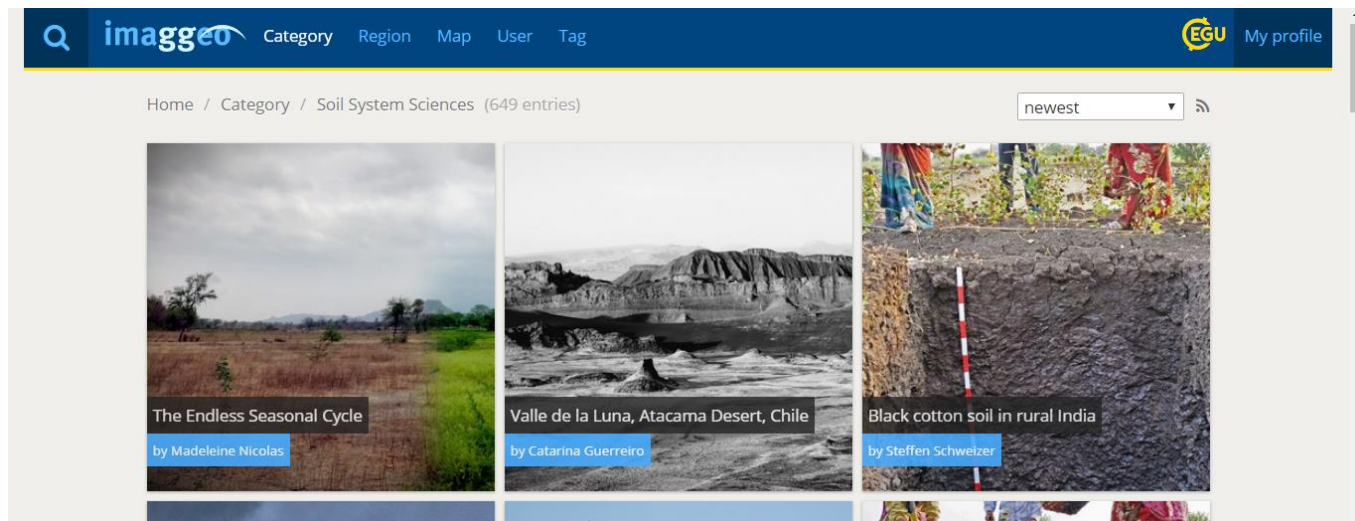 imaggeo Category Region Map User Tag EGU My profile
Home / Category / Soil System Sciences (649 entries) newest
The Endless Seasonal Cycle
by Madeleine Nicolas
Valle de la Luna, Atacama Desert, Chile
by Catarina Guerreiro
Black cotton soil in rural India
by Steffen Schweizer